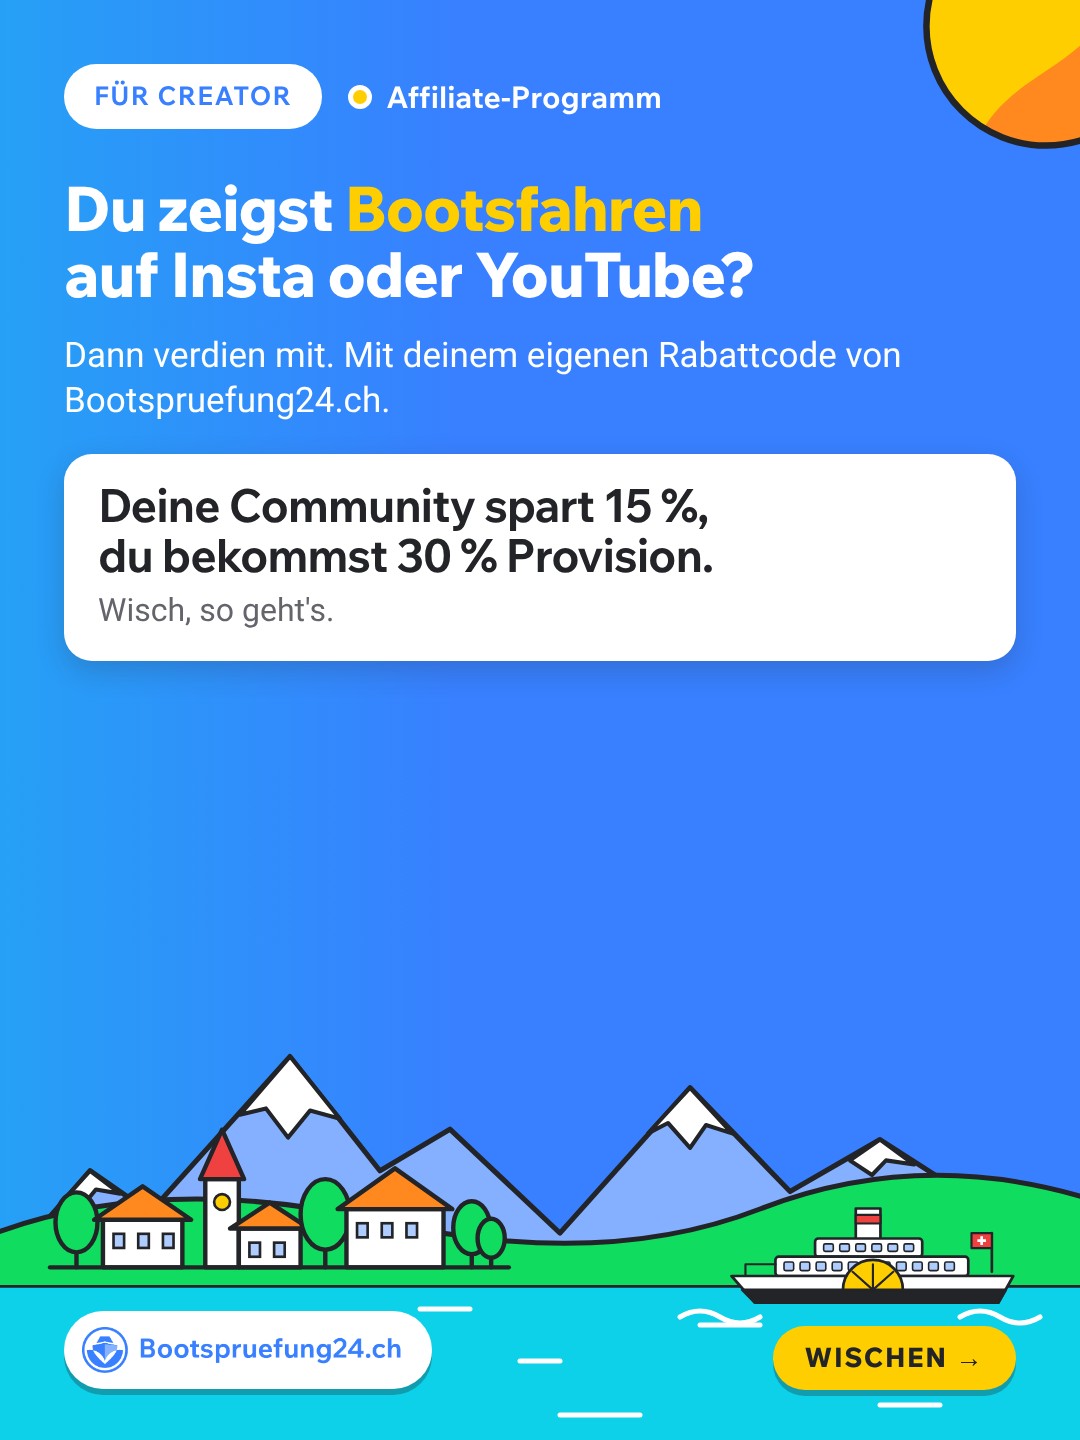 FÜR CREATOR
Affiliate-Programm
Du zeigst Bootsfahren
auf Insta oder YouTube?
Dann verdien mit. Mit deinem eigenen Rabattcode von
Bootspruefung24.ch.
Deine Community spart 15 %,
du bekommst 30 % Provision.
Wisch, so geht's.
Bootspruefung24.ch
WISCHEN →